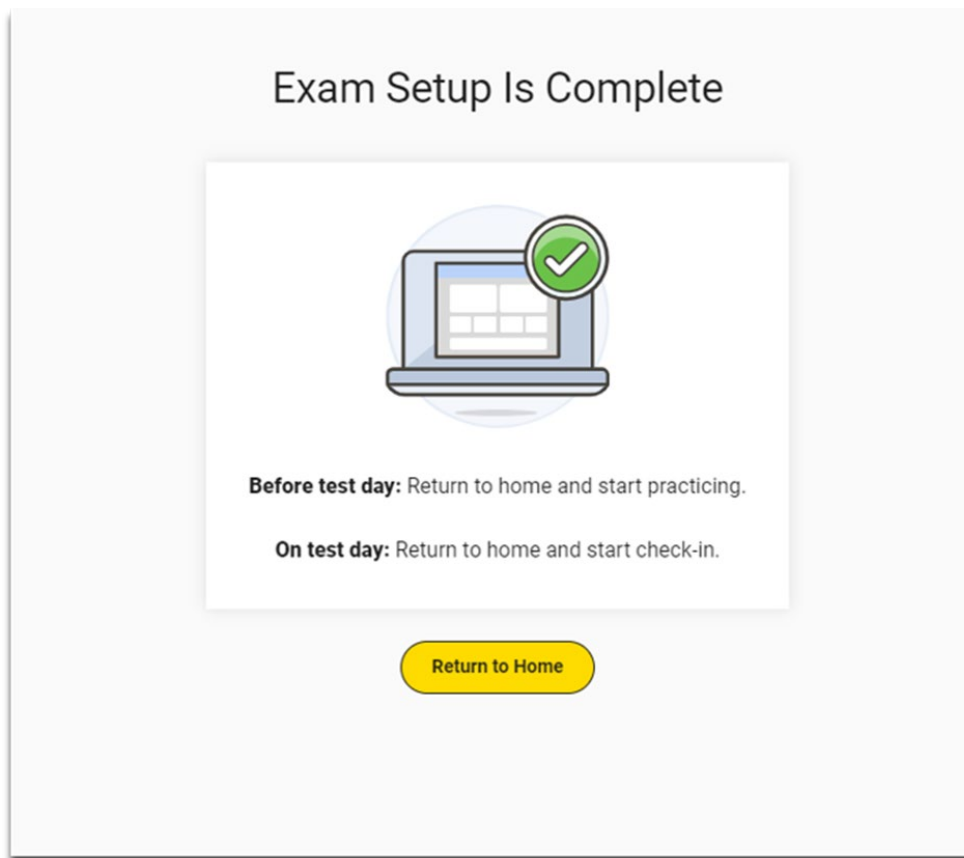 Exam Setup Is Complete
Before test day: Return to home and start practicing.
On test day: Return to home and start check-in.
Return to Home